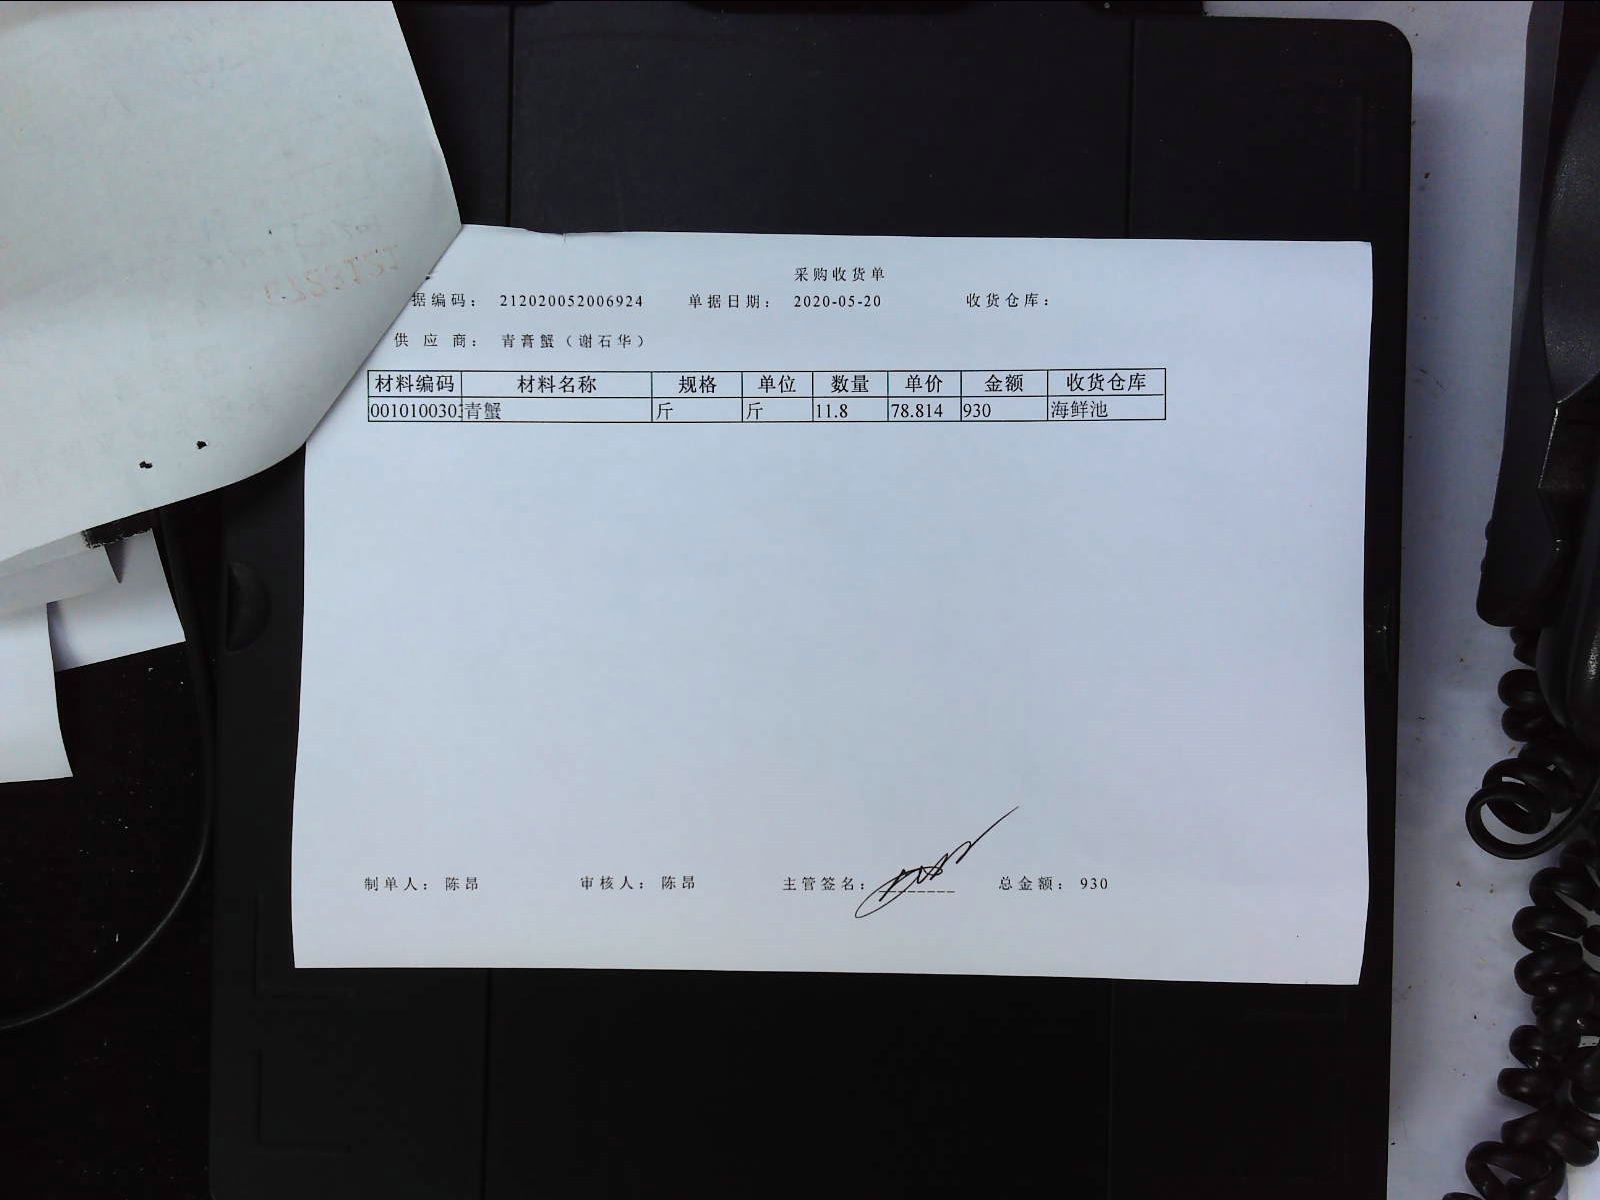 采购收货单
据编码： 212020052006924 单据日期： 2020-05-20 收货仓库：
供应商： 青膏蟹（谢石华）
材料编码 材料名称 规格 单位 数量 单价 金额 收货仓库
0010100303 青蟹 斤 斤 11.8 78.814 930 海鲜池
制单人： 陈昂 审核人： 陈昂 主管签名： 总金额： 930